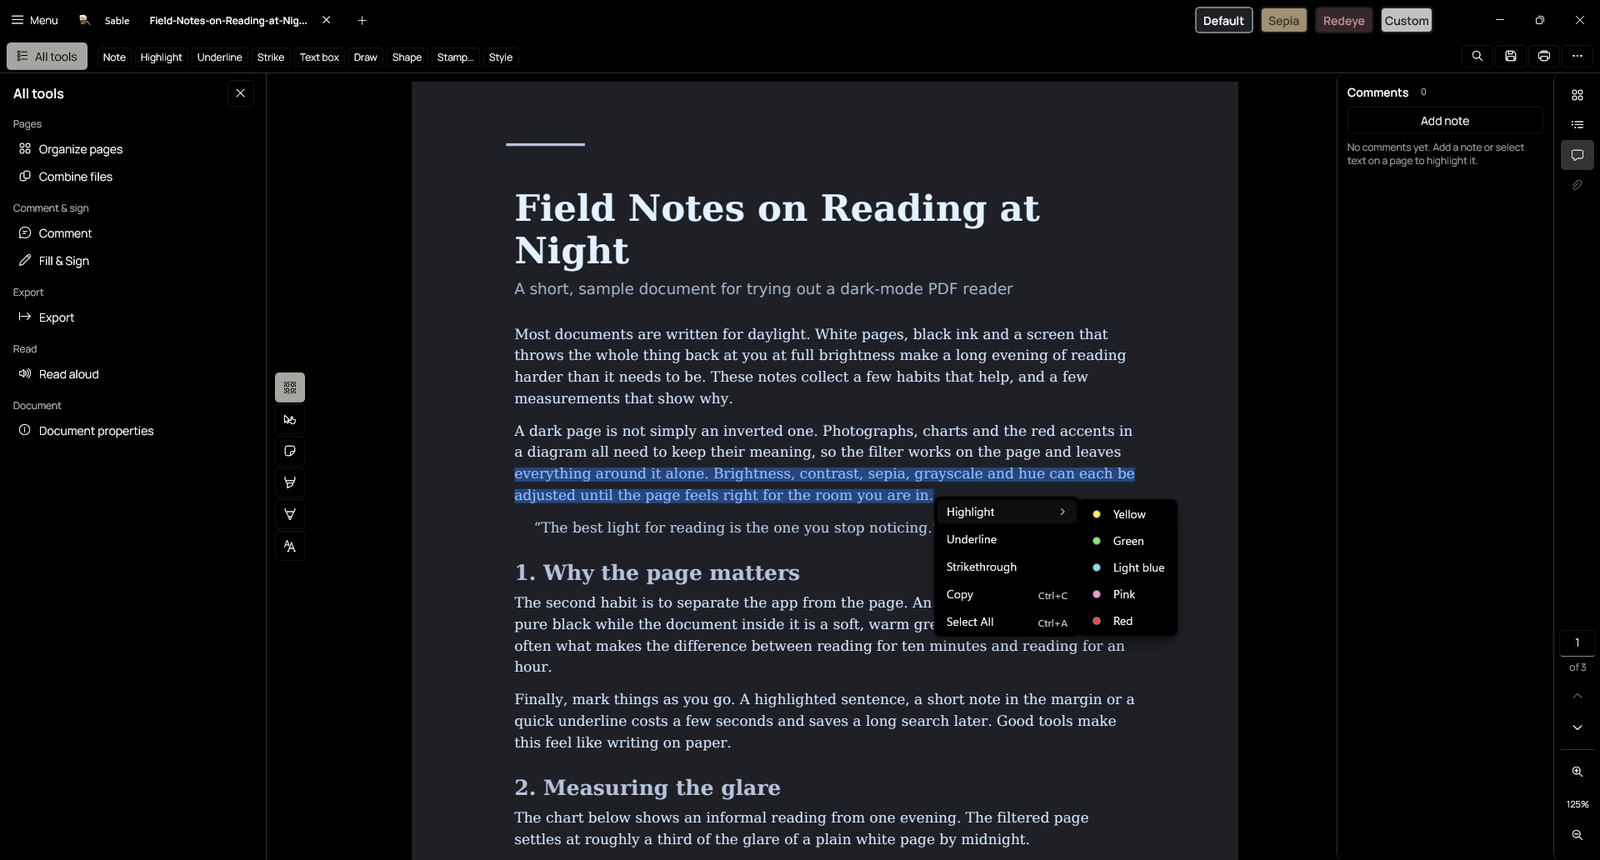 Menu
Sable
Field-Notes-on-Reading-at-Nig...
Default
Sepia
Redeye
Custom
All tools
Note
Highlight
Underline
Strike
Text box
Draw
Shape
Stamp...
Style
All tools
Pages
Organize pages
Combine files
Comment & sign
Comment
Fill & Sign
Export
Export
Read
Read aloud
Document
Document properties
Field Notes on Reading at
Night
A short, sample document for trying out a dark-mode PDF reader
Most documents are written for daylight. White pages, black ink and a screen that
throws the whole thing back at you at full brightness make a long evening of reading
harder than it needs to be. These notes collect a few habits that help, and a few
measurements that show why.
A dark page is not simply an inverted one. Photographs, charts and the red accents in
a diagram all need to keep their meaning, so the filter works on the page and leaves
everything around it alone. Brightness, contrast, sepia, grayscale and hue can each be
adjusted until the page feels right for the room you are in.
“The best light for reading is the one you stop noticing.
1. Why the page matters
The second habit is to separate the app from the page. An
pure black while the document inside it is a soft, warm gre
often what makes the difference between reading for ten minutes and reading for an
hour.
Finally, mark things as you go. A highlighted sentence, a short note in the margin or a
quick underline costs a few seconds and saves a long search later. Good tools make
this feel like writing on paper.
2. Measuring the glare
The chart below shows an informal reading from one evening. The filtered page
settles at roughly a third of the glare of a plain white page by midnight.
Highlight
Underline
Strikethrough
Copy Ctrl+C
Select All Ctrl+A
Yellow
Green
Light blue
Pink
Red
Comments 0
Add note
No comments yet. Add a note or select
text on a page to highlight it.
1
of 3
125%